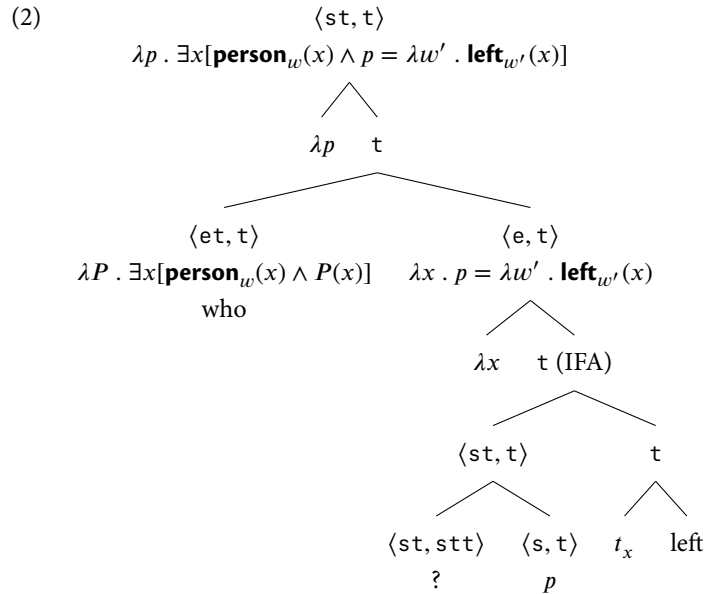 (2)
⟨st, t⟩
λp . ∃x[person_w(x) ∧ p = λw′ . left_w′(x)]
λp t
⟨et, t⟩ ⟨e, t⟩
λP . ∃x[person_w(x) ∧ P(x)] λx . p = λw′ . left_w′(x)
who
λx t (IFA)
⟨st, t⟩ t
⟨st, stt⟩ ⟨s, t⟩ t_x left
? p